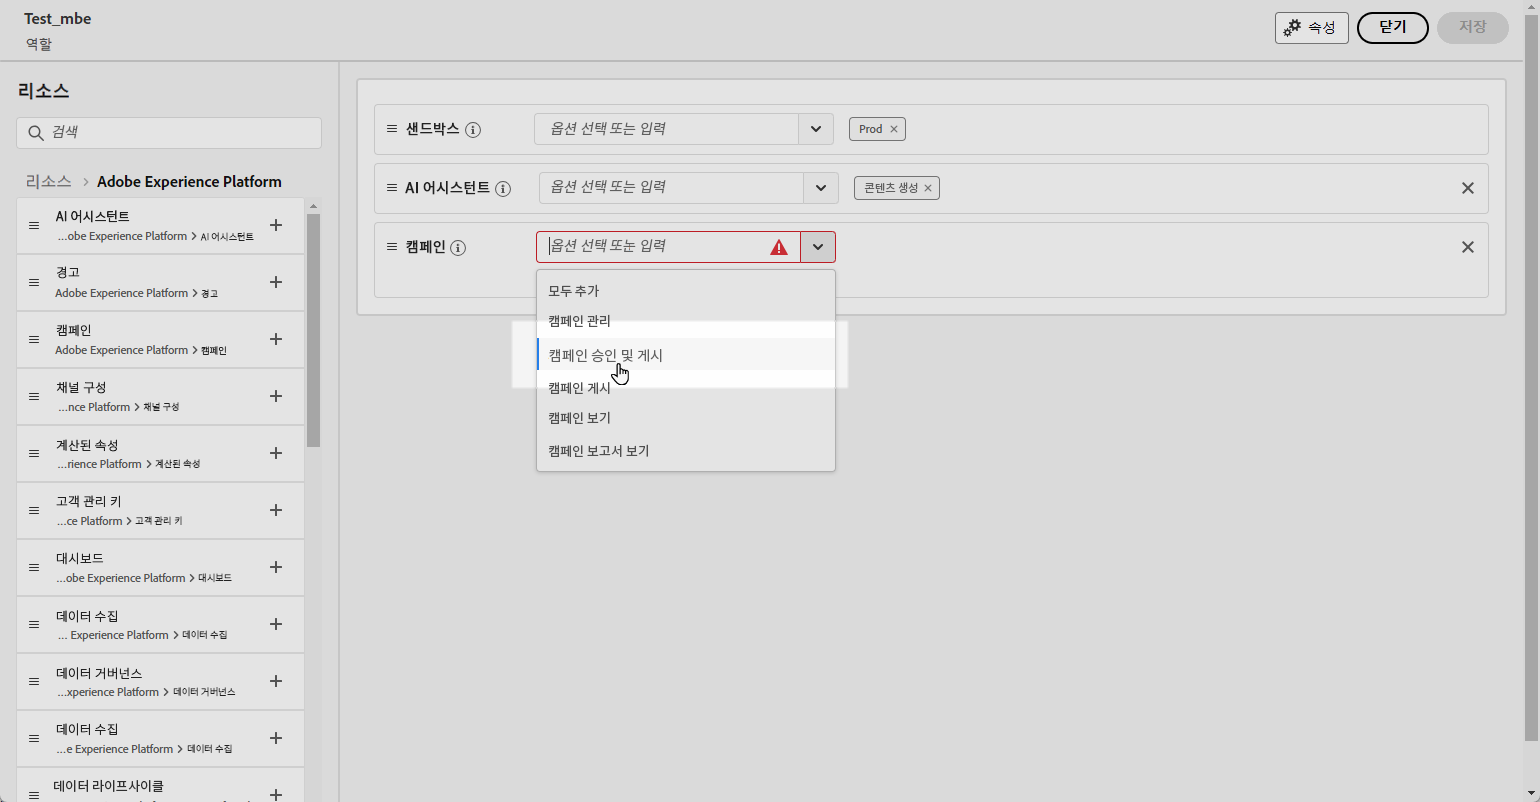 Test_mbe
역할
속성
닫기
저장
리소스
검색
리소스 > Adobe Experience Platform
AI 어시스턴트
...obe Experience Platform > AI 어시스턴트
경고
Adobe Experience Platform > 경고
캠페인
Adobe Experience Platform > 캠페인
채널 구성
...nce Platform > 채널 구성
계산된 속성
...rience Platform > 계산된 속성
고객 관리 키
...ce Platform > 고객 관리 키
대시보드
...obe Experience Platform > 대시보드
데이터 수집
... Experience Platform > 데이터 수집
데이터 거버넌스
...xperience Platform > 데이터 거버넌스
데이터 수집
...e Experience Platform > 데이터 수집
데이터 라이프사이클
샌드박스
옵션 선택 또는 입력
Prod
AI 어시스턴트
옵션 선택 또는 입력
콘텐츠 생성
캠페인
옵션 선택 또는 입력
모두 추가
캠페인 관리
캠페인 승인 및 게시
캠페인 게시
캠페인 보기
캠페인 보고서 보기